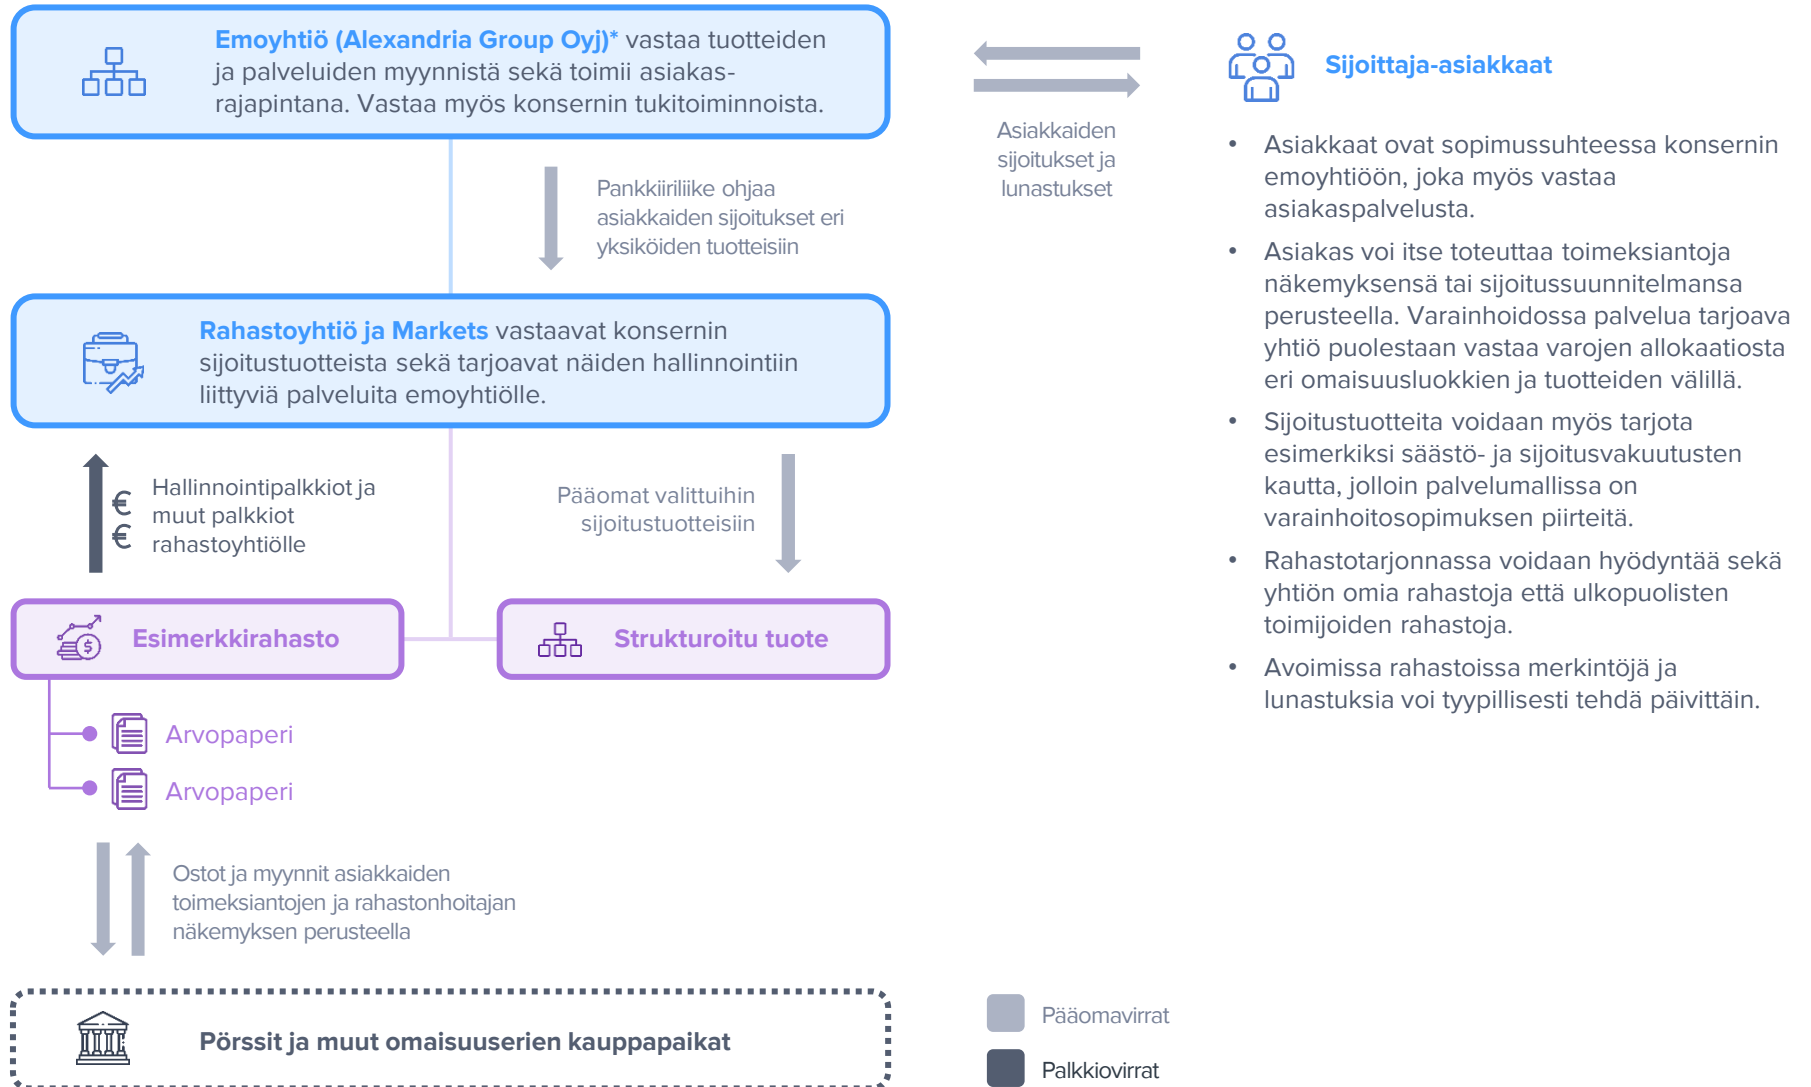 Emoyhtiö (Alexandria Group Oyj)* vastaa tuotteiden
ja palveluiden myynnistä sekä toimii asiakas-
rajapintana. Vastaa myös konsernin tukitoiminnoista.
Pankkiiriliike ohjaa
asiakkaiden sijoitukset eri
yksiköiden tuotteisiin
Rahastoyhtiö ja Markets vastaavat konsernin
sijoitustuotteista sekä tarjoavat näiden hallinnointiin
liittyviä palveluita emoyhtiölle.
€
€
Hallinnointipalkkiot ja
muut palkkiot
rahastoyhtiölle
Pääomat valittuihin
sijoitustuotteisiin
Esimerkkirahasto
Strukturoitu tuote
Arvopaperi
Arvopaperi
Ostot ja myynnit asiakkaiden
toimeksiantojen ja rahastonhoitajan
näkemyksen perusteella
Pörssit ja muut omaisuuserien kauppapaikat
Asiakkaiden
sijoitukset ja
lunastukset
Sijoittaja-asiakkaat
• Asiakkaat ovat sopimussuhteessa konsernin
emoyhtiöön, joka myös vastaa
asiakaspalvelusta.
• Asiakas voi itse toteuttaa toimeksiantoja
näkemyksensä tai sijoitussuunnitelmansa
perusteella. Varainhoidossa palvelua tarjoava
yhtiö puolestaan vastaa varojen allokaatiosta
eri omaisuusluokkien ja tuotteiden välillä.
• Sijoitustuotteita voidaan myös tarjota
esimerkiksi säästö- ja sijoitusvakuutusten
kautta, jolloin palvelumallissa on
varainhoitosopimuksen piirteitä.
• Rahastotarjonnassa voidaan hyödyntää sekä
yhtiön omia rahastoja että ulkopuolisten
toimijoiden rahastoja.
• Avoimissa rahastoissa merkintöjä ja
lunastuksia voi tyypillisesti tehdä päivittäin.
Pääomavirrat
Palkkiovirrat